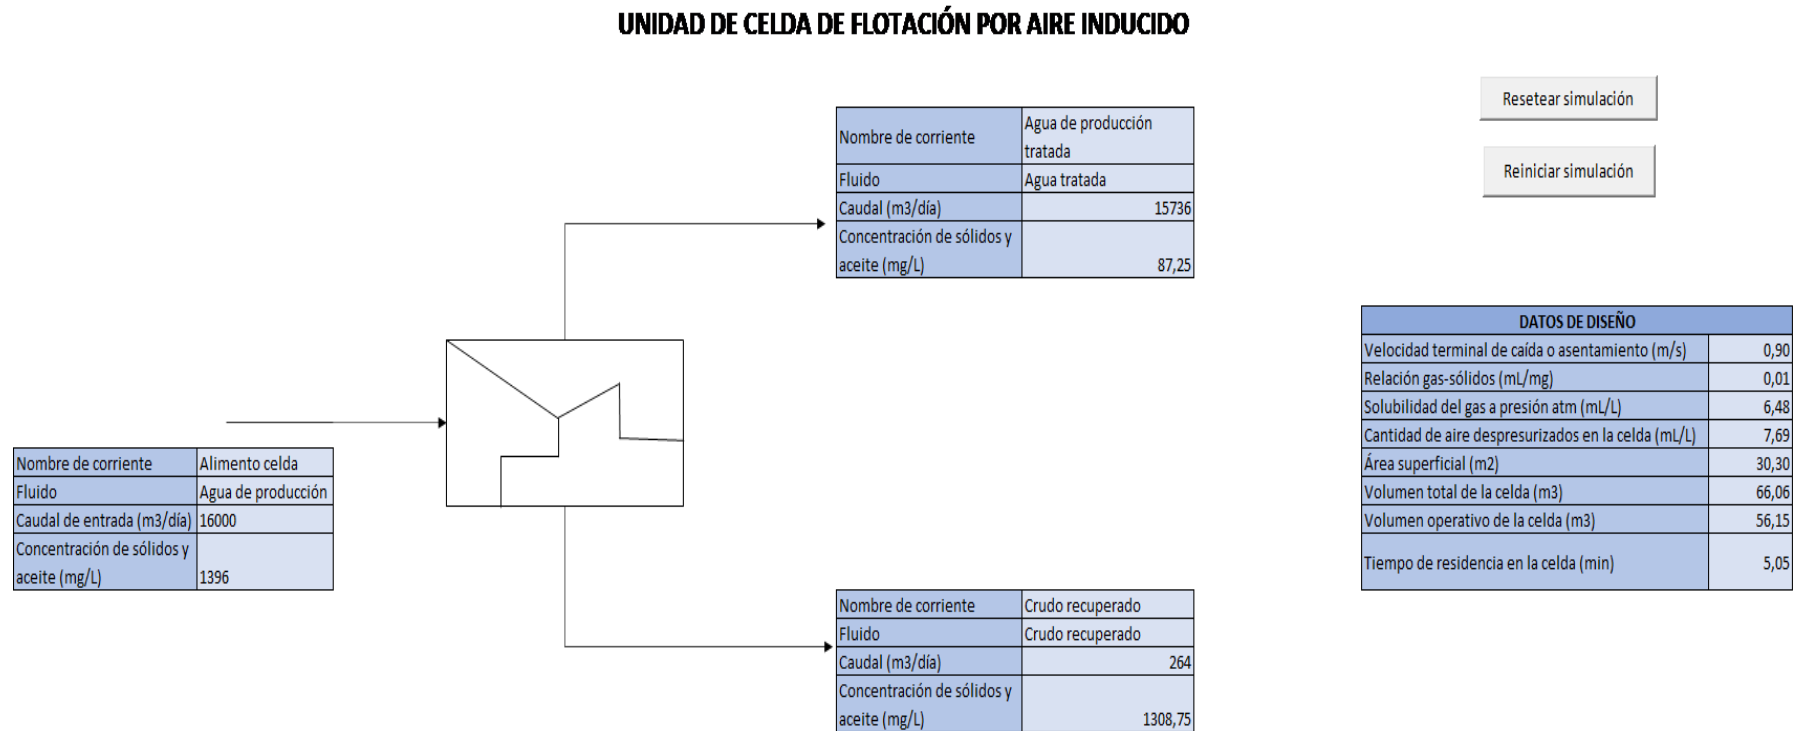 UNIDAD DE CELDA DE FLOTACIÓN POR AIRE INDUCIDO
Resetear simulación
Reiniciar simulación
Nombre de corriente Agua de producción tratada
Fluido Agua tratada
Caudal (m3/día) 15736
Concentración de sólidos y aceite (mg/L) 87,25
DATOS DE DISEÑO
Velocidad terminal de caída o asentamiento (m/s) 0,90
Relación gas-sólidos (mL/mg) 0,01
Solubilidad del gas a presión atm (mL/L) 6,48
Cantidad de aire despresurizados en la celda (mL/L) 7,69
Área superficial (m2) 30,30
Volumen total de la celda (m3) 66,06
Volumen operativo de la celda (m3) 56,15
Tiempo de residencia en la celda (min) 5,05
Nombre de corriente Alimento celda
Fluido Agua de producción
Caudal de entrada (m3/día) 16000
Concentración de sólidos y aceite (mg/L) 1396
Nombre de corriente Crudo recuperado
Fluido Crudo recuperado
Caudal (m3/día) 264
Concentración de sólidos y aceite (mg/L) 1308,75